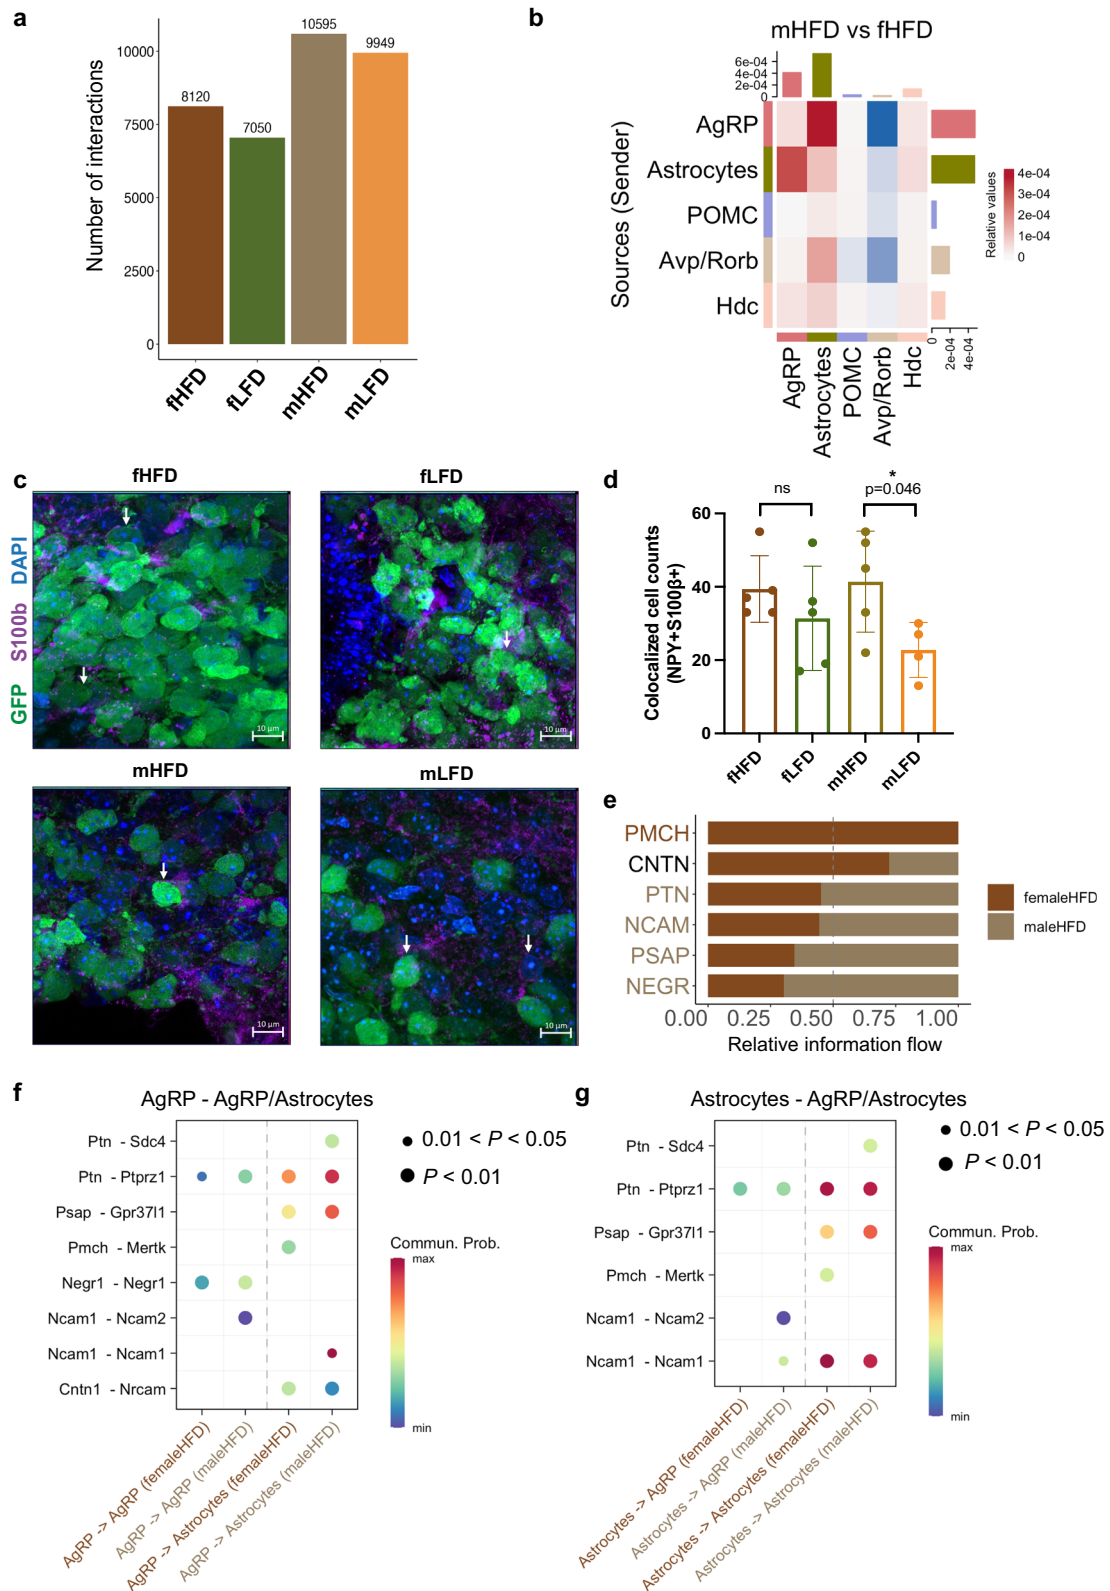 a
Number of interactions
10000
7500
5000
2500
0
8120
7050
10595
9949
fHFD
fLFD
mHFD
mLFD
b
mHFD vs fHFD
6e-04
4e-04
2e-04
0
Sources (Sender)
AgRP
Astrocytes
POMC
Avp/Rorb
Hdc
AgRP
Astrocytes
POMC
Avp/Rorb
Hdc
0
2e-04
4e-04
Relative values
4e-04
3e-04
2e-04
1e-04
0
c
GFP S100b DAPI
fHFD
10 µm
fLFD
10 µm
mHFD
10 µm
mLFD
10 µm
d
Colocalized cell counts
(NPY+S100β+)
60
40
20
0
ns
*
p=0.046
fHFD
fLFD
mHFD
mLFD
e
PMCH
CNTN
PTN
NCAM
PSAP
NEGR
0.00 0.25 0.50 0.75 1.00
Relative information flow
femaleHFD
maleHFD
f
AgRP - AgRP/Astrocytes
Ptn - Sdc4
Ptn - Ptprz1
Psap - Gpr37l1
Pmch - Mertk
Negr1 - Negr1
Ncam1 - Ncam2
Ncam1 - Ncam1
Cntn1 - Nrcam
AgRP -> AgRP (femaleHFD)
AgRP -> AgRP (maleHFD)
AgRP -> Astrocytes (femaleHFD)
AgRP -> Astrocytes (maleHFD)
0.01 < P < 0.05
P < 0.01
Commun. Prob.
max
min
g
Astrocytes - AgRP/Astrocytes
Ptn - Sdc4
Ptn - Ptprz1
Psap - Gpr37l1
Pmch - Mertk
Ncam1 - Ncam2
Ncam1 - Ncam1
Astrocytes -> AgRP (femaleHFD)
Astrocytes -> AgRP (maleHFD)
Astrocytes -> Astrocytes (femaleHFD)
Astrocytes -> Astrocytes (maleHFD)
0.01 < P < 0.05
P < 0.01
Commun. Prob.
max
min